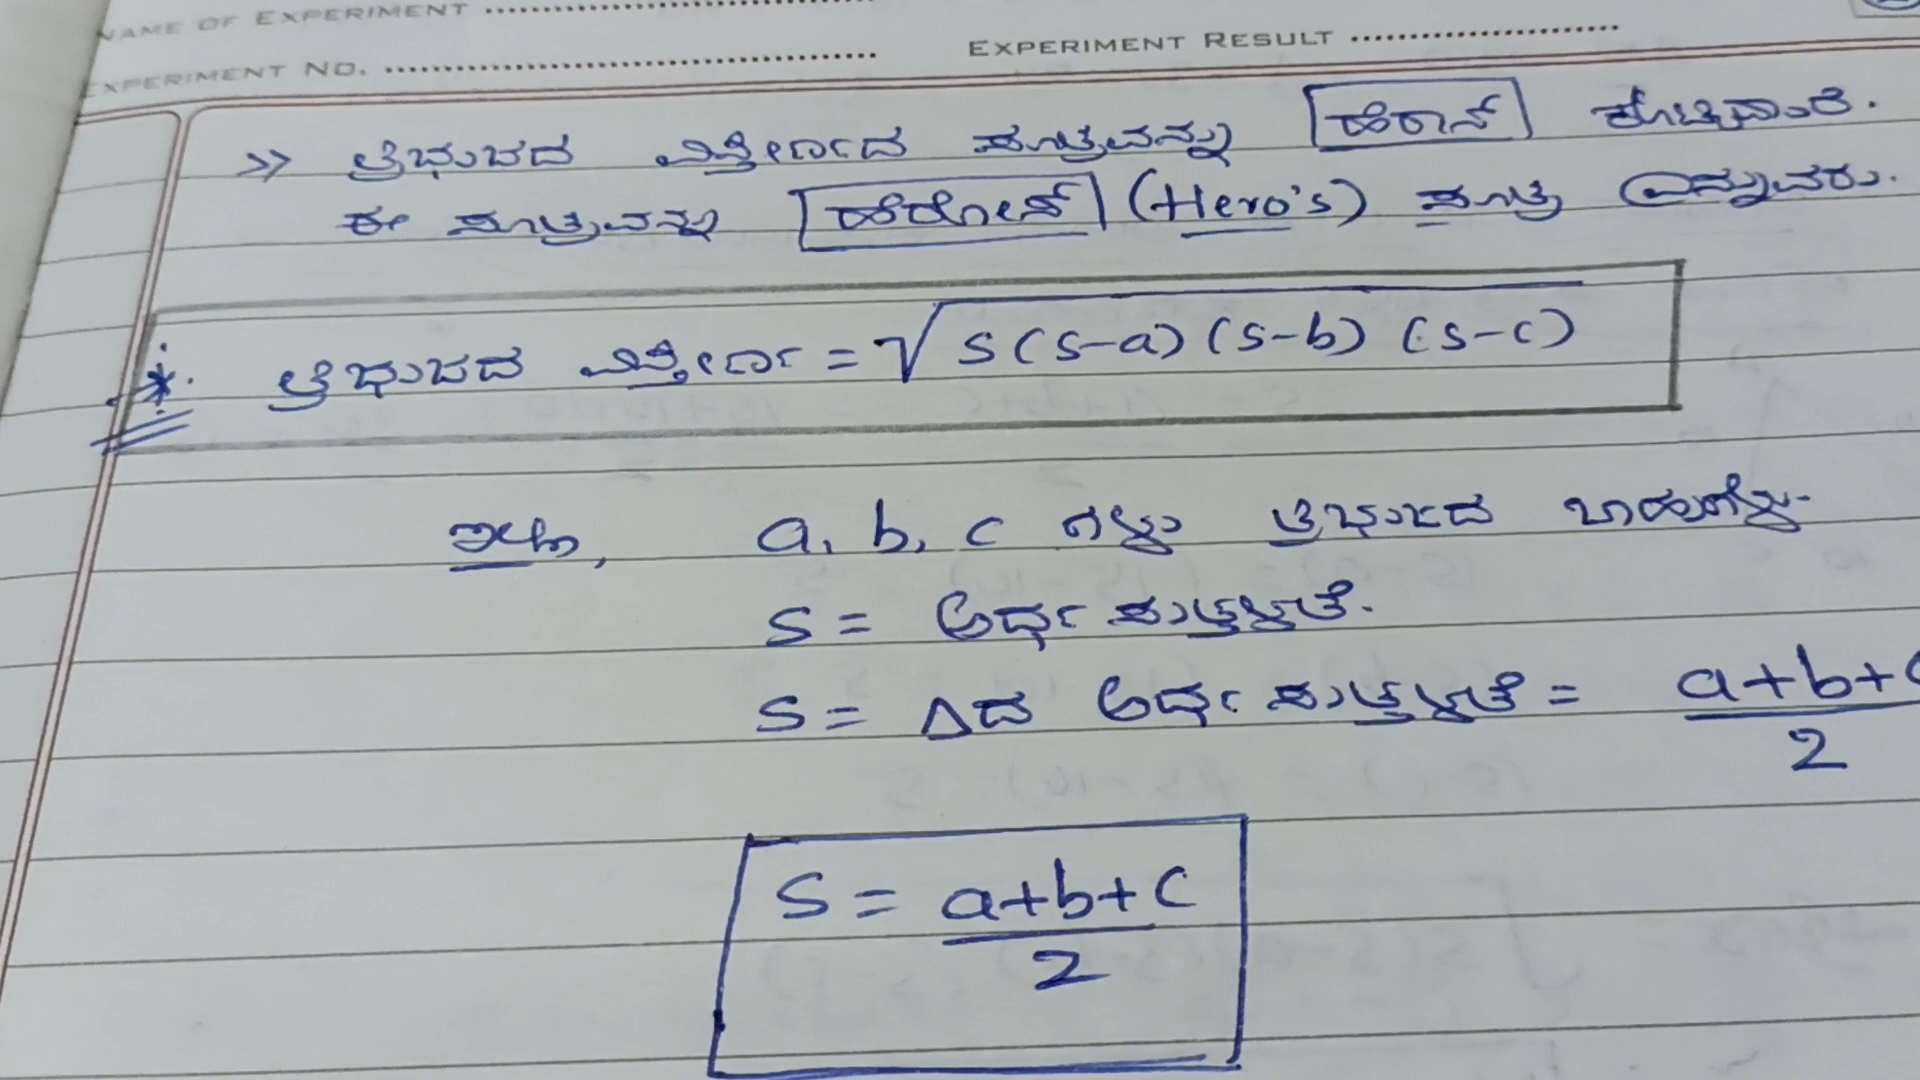 NAME OF EXPERIMENT
EXPERIMENT NO. EXPERIMENT RESULT
>> ತ್ರಿಭುಜದ ವಿಸ್ತೀರ್ಣದ ಸೂತ್ರವನ್ನು ಹೆರಾನ್ ಕೊಟ್ಟಿದ್ದಾರೆ.
ಈ ಸೂತ್ರವನ್ನು ಹೆರೋಸ್ (Hero's) ಸೂತ್ರ ಎನ್ನುವರು.
* ತ್ರಿಭುಜದ ವಿಸ್ತೀರ್ಣ = √s(s-a)(s-b)(s-c)
ಇಲ್ಲಿ, a, b, c ಗಳು ತ್ರಿಭುಜದ ಬಾಹುಗಳು.
s = ಅರ್ಧ ಸುತ್ತಳತೆ.
s = Δದ ಅರ್ಧ ಸುತ್ತಳತೆ = a+b+c/2
s = a+b+c/2